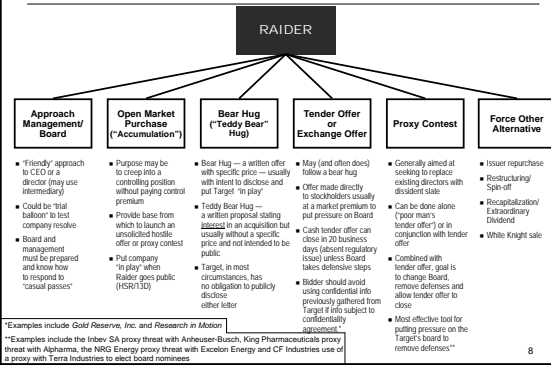 RAIDER
Approach
Management/
Board
■ "Friendly" approach
to CEO or a
director (may use
intermediary)
■ Could be "trial
balloon" to test
company resolve
■ Board and
management
must be prepared
and know how
to respond to
"casual passes"
Open Market
Purchase
("Accumulation")
■ Purpose may be
to creep into a
controlling position
without paying control
premium
■ Provide base from
which to launch an
unsolicited hostile
offer or proxy contest
■ Put company
"in play" when
Raider goes public
(HSR/13D)
Bear Hug
("Teddy Bear"
Hug)
■ Bear Hug — a written offer
with specific price — usually
with intent to disclose and
put Target "in play"
■ Teddy Bear Hug —
a written proposal stating
interest in an acquisition but
usually without a specific
price and not intended to be
public
■ Target, in most
circumstances, has
no obligation to publicly
disclose
either letter
Tender Offer
or
Exchange Offer
■ May (and often does)
follow a bear hug
■ Offer made directly
to stockholders usually
at a market premium to
put pressure on Board
■ Cash tender offer can
close in 20 business
days (absent regulatory
issue) unless Board
takes defensive steps
■ Bidder should avoid
using confidential info
previously gathered from
Target if info subject to
confidentiality
agreement.*
Proxy Contest
■ Generally aimed at
seeking to replace
existing directors with
dissident slate
■ Can be done alone
("poor man's
tender offer") or in
conjunction with tender
offer
■ Combined with
tender offer, goal is
to change Board,
remove defenses and
allow tender offer to
close
■ Most effective tool for
putting pressure on the
Target's board to
remove defenses**
Force Other
Alternative
■ Issuer repurchase
■ Restructuring/
Spin-off
■ Recapitalization/
Extraordinary
Dividend
■ White Knight sale
*Examples include Gold Reserve, Inc. and Research in Motion
**Examples include the Inbev SA proxy threat with Anheuser-Busch, King Pharmaceuticals proxy
threat with Alpharma, the NRG Energy proxy threat with Excelon Energy and CF Industries use of
a proxy with Terra Industries to elect board nominees
8